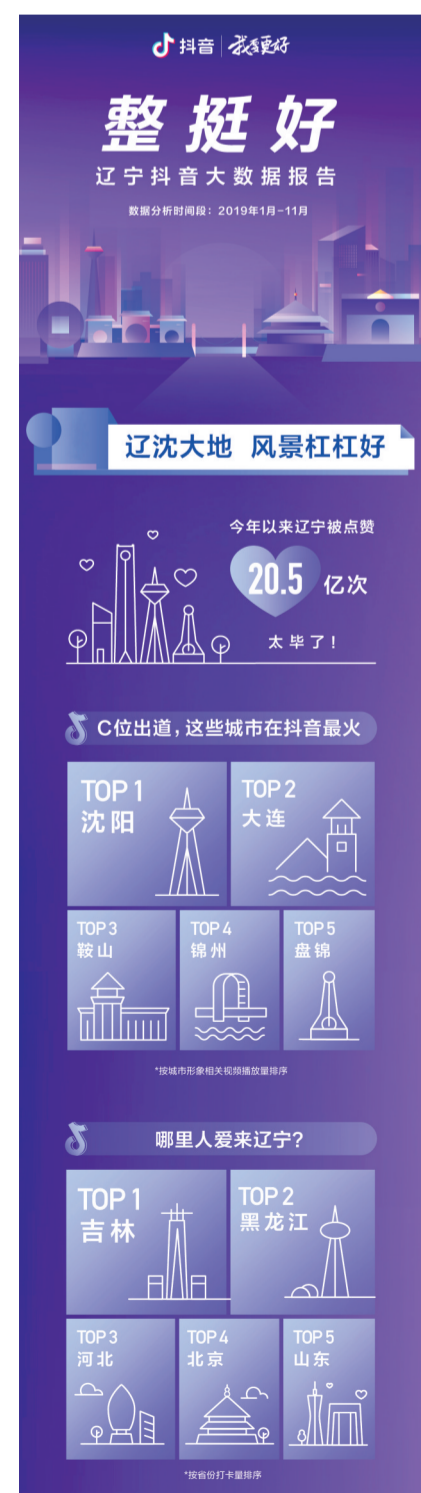 抖音 我要更好
整挺好
辽宁抖音大数据报告
数据分析时间段：2019年1月-11月
辽沈大地 风景杠杠好
今年以来辽宁被点赞
20.5 亿次
太毕了！
C位出道，这些城市在抖音最火
TOP 1
沈阳
TOP 2
大连
TOP 3
鞍山
TOP 4
锦州
TOP 5
盘锦
*按城市形象相关视频播放量排序
哪里人爱来辽宁？
TOP 1
吉林
TOP 2
黑龙江
TOP 3
河北
TOP 4
北京
TOP 5
山东
*按省份打卡量排序